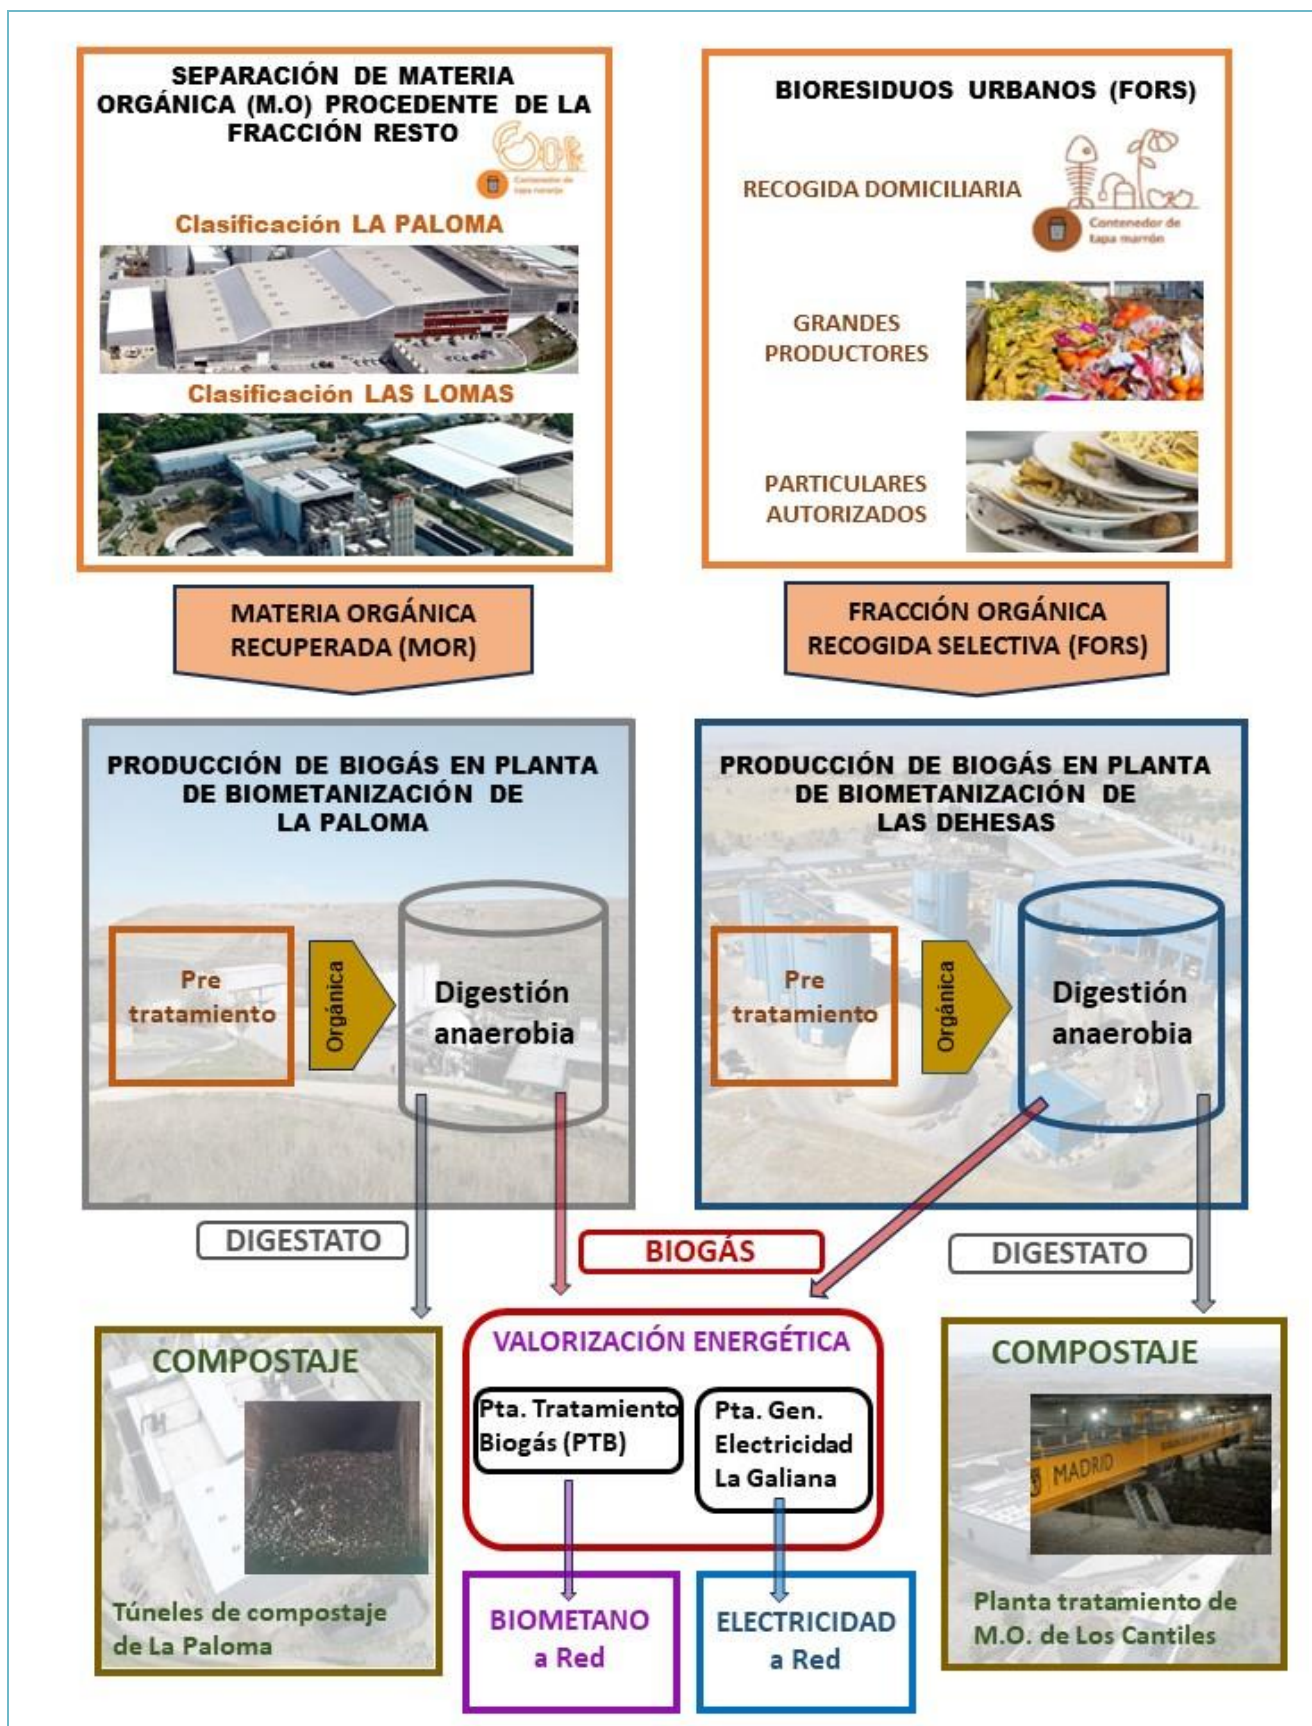 SEPARACIÓN DE MATERIA
ORGÁNICA (M.O) PROCEDENTE DE LA
FRACCIÓN RESTO
Contenedor de
tapa naranja
Clasificación LA PALOMA
Clasificación LAS LOMAS
BIORESIDUOS URBANOS (FORS)
RECOGIDA DOMICILIARIA
Contenedor de
tapa marrón
GRANDES
PRODUCTORES
PARTICULARES
AUTORIZADOS
MATERIA ORGÁNICA
RECUPERADA (MOR)
FRACCIÓN ORGÁNICA
RECOGIDA SELECTIVA (FORS)
PRODUCCIÓN DE BIOGÁS EN PLANTA
DE BIOMETANIZACIÓN DE
LA PALOMA
Pre
tratamiento
Orgánica
Digestión
anaerobia
PRODUCCIÓN DE BIOGÁS EN PLANTA
DE BIOMETANIZACIÓN DE
LAS DEHESAS
Pre
tratamiento
Orgánica
Digestión
anaerobia
DIGESTATO
BIOGÁS
DIGESTATO
COMPOSTAJE
Túneles de compostaje
de La Paloma
VALORIZACIÓN ENERGÉTICA
Pta. Tratamiento
Biogás (PTB)
Pta. Gen.
Electricidad
La Galiana
BIOMETANO
a Red
ELECTRICIDAD
a Red
COMPOSTAJE
MADRID
Planta tratamiento de
M.O. de Los Cantiles